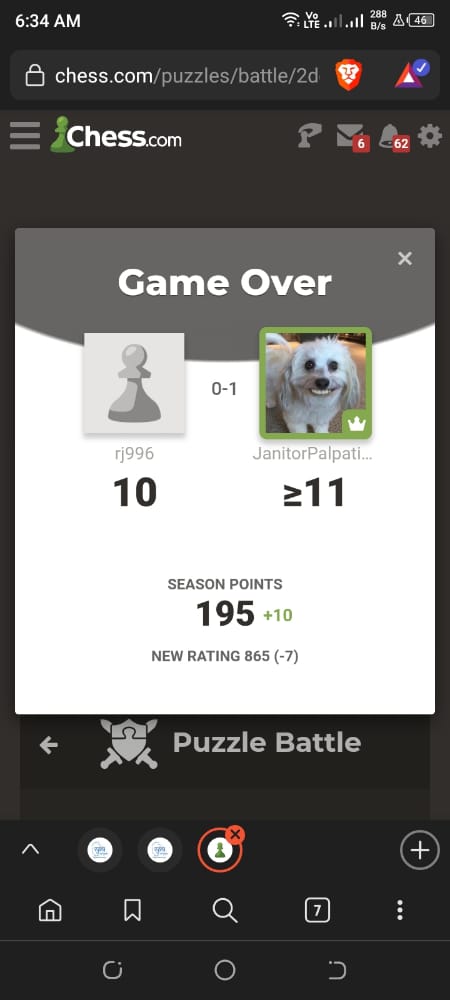 6:34 AM
Vo LTE
288 B/s
46
chess.com/puzzles/battle/2d
Chess.com
6
62
Game Over
0-1
rj996
JanitorPalpati...
10
≥11
SEASON POINTS
195 +10
NEW RATING 865 (-7)
Puzzle Battle
7